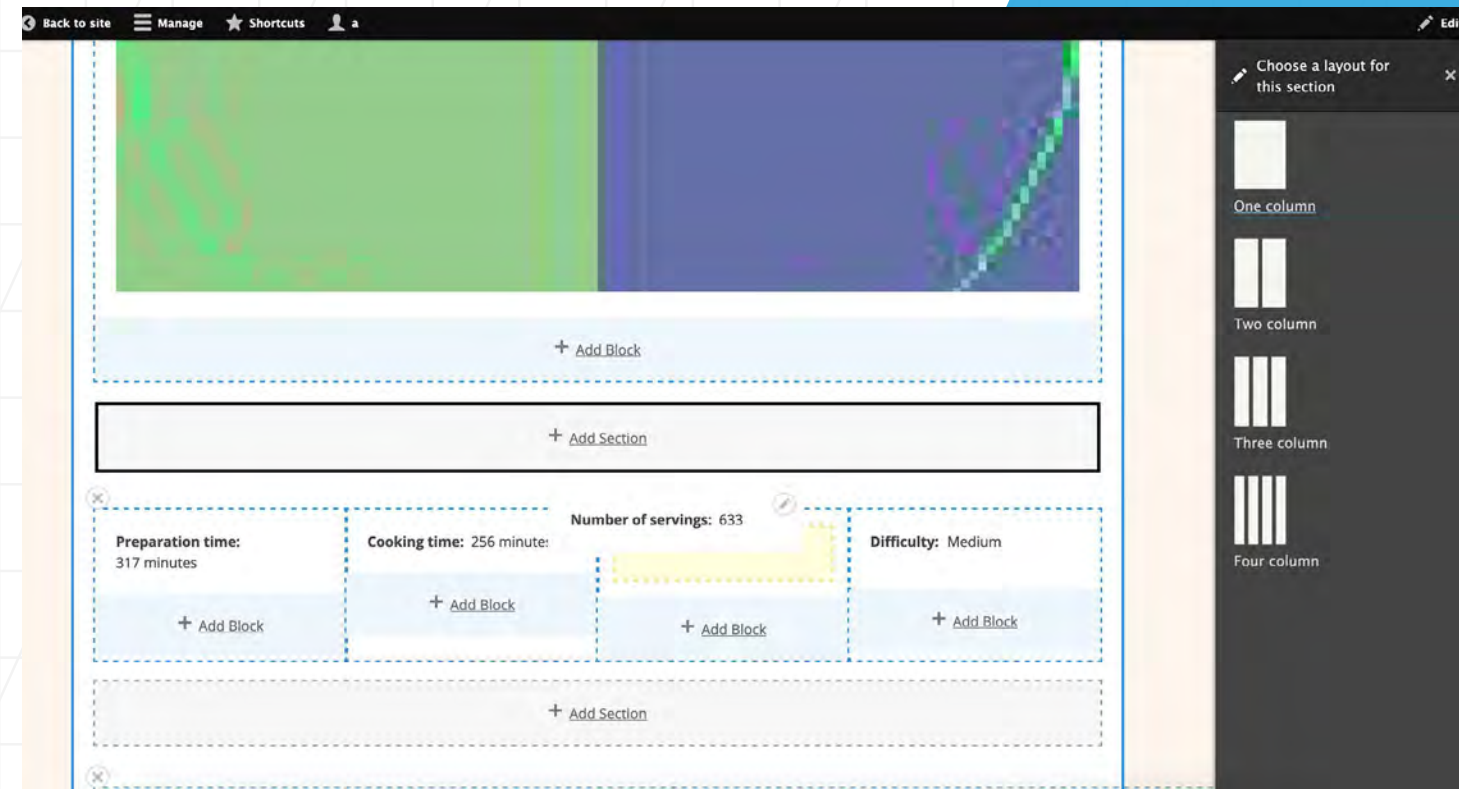 Back to site Manage Shortcuts a
Choose a layout for
this section
One column
Two column
Three column
Four column
+ Add Block
+ Add Section
Preparation time:
317 minutes
+ Add Block
Cooking time: 256 minute
+ Add Block
Number of servings: 633
+ Add Block
Difficulty: Medium
+ Add Block
+ Add Section